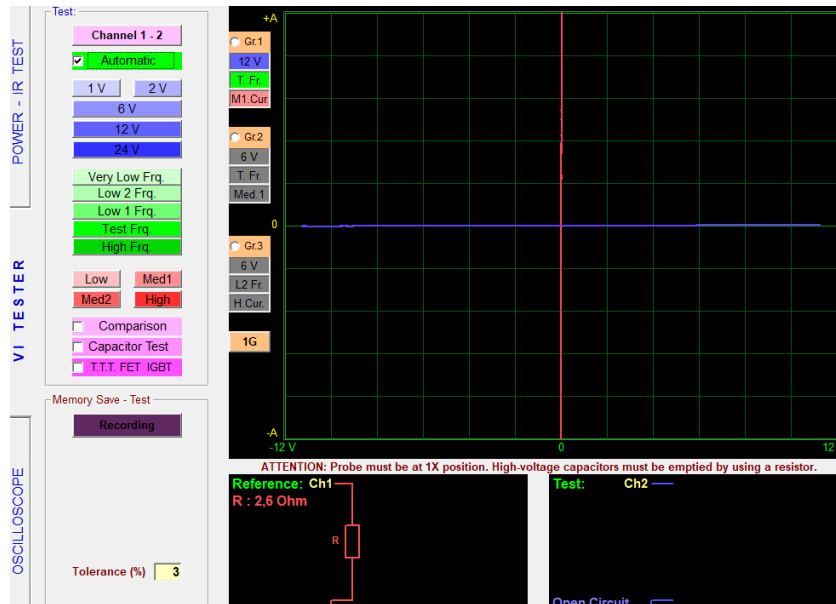 POWER - IR TEST
VI TESTER
OSCILLOSCOPE
Test:
Channel 1 - 2
Automatic
1 V
2 V
6 V
12 V
24 V
Very Low Frq.
Low 2 Frq.
Low 1 Frq.
Test Frq.
High Frq.
Low
Med1
Med2
High
Comparison
Capacitor Test
T.T.T. FET IGBT
Memory Save - Test
Recording
Tolerance (%) 3
Gr.1
12 V
T. Fr.
M1.Cur
Gr.2
6 V
T. Fr.
Med.1
Gr.3
6 V
L2 Fr.
H.Cur.
1G
+A
0
-A
-12 V
0
12
ATTENTION: Probe must be at 1X position. High-voltage capacitors must be emptied by using a resistor.
Reference: Ch1
R : 2,6 Ohm
R
Test: Ch2
Open Circuit